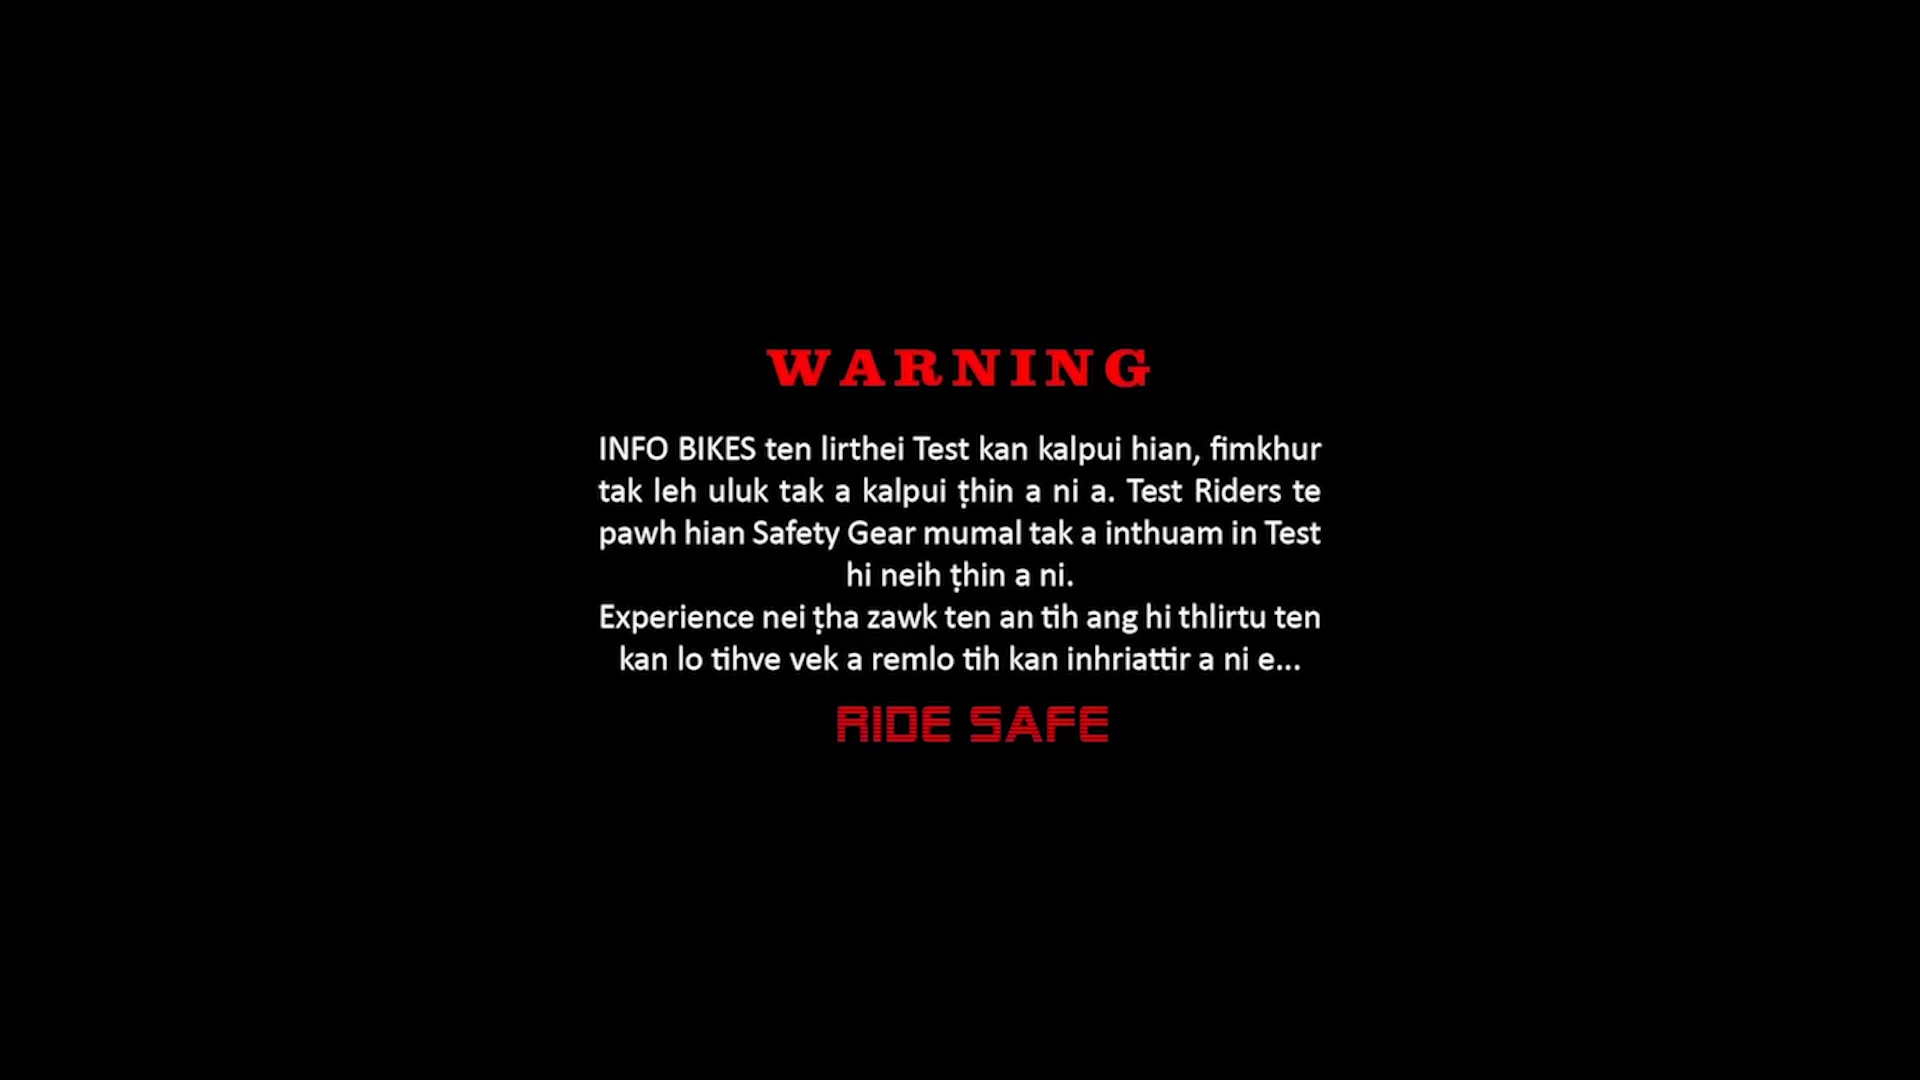 WARNING
INFO BIKES ten lirthei Test kan kalpui hian, fimkhur
tak leh uluk tak a kalpui ṭhin a ni a. Test Riders te
pawh hian Safety Gear mumal tak a inthuam in Test
hi neih ṭhin a ni.
Experience nei ṭha zawk ten an tih ang hi thlirtu ten
kan lo tihve vek a remlo tih kan inhriattir a ni e...
RIDE SAFE